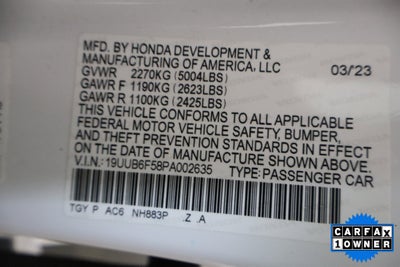 MFD. BY HONDA DEVELOPMENT &
MANUFACTURING OF AMERICA, LLC
GVWR 2270KG (5004LBS) 03/23
GAWR F 1190KG (2623LBS)
GAWR R 1100KG (2425LBS)
THIS VEHICLE CONFORMS TO ALL APPLICABLE
FEDERAL MOTOR VEHICLE SAFETY, BUMPER,
AND THEFT PREVENTION STANDARDS IN EFFECT
ON THE DATE OF MANUFACTURE SHOWN ABOVE.
V.I.N.: 19UUB6F58PA002635 TYPE: PASSENGER CAR
TGY P AC6 NH883P .Z .A
CARFAX
1 OWNER